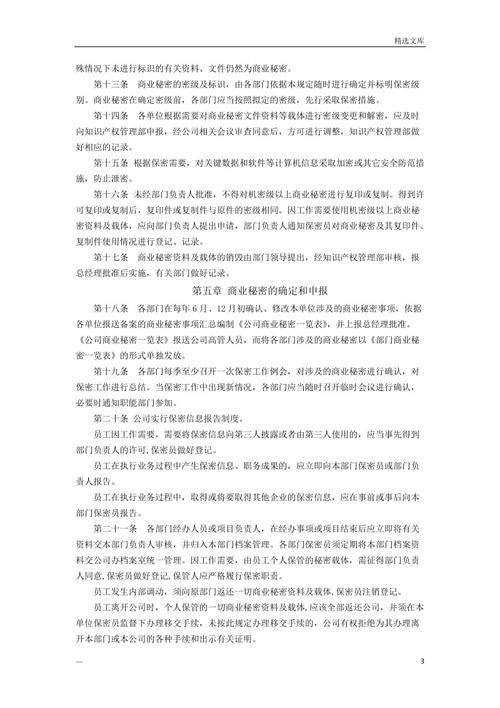 精选文库
殊情况下未进行标识的有关资料、文件仍然为商业秘密。
第十三条　商业秘密的密级及标识，由各部门依据本规定随时进行确定并标明保密级
别。商业秘密在确定密级前，各部门应当按照拟定的密级，先行采取保密措施。
第十四条　各单位根据需要对商业秘密文件资料等载体进行密级变更和解密，应及时
向知识产权管理部申报，经公司相关会议审查同意后，方可进行调整，知识产权管理部做
好相应的记录。
第十五条 根据保密需要，对关键数据和软件等计算机信息采取加密或其它安全防范措
施，防止泄密。
第十六条 未经部门负责人批准，不得对机密级以上商业秘密进行复印或复制。得到许
可复印或复制后，复印件或复制件与原件的密级相同。因工作需要使用机密级以上商业秘
密资料及载体，应向部门负责人提出申请，部门负责人通知保密员对商业秘密及其复印件、
复制件使用情况进行登记、记录。
第十七条　商业秘密资料及载体的销毁由部门领导提出，经知识产权管理部审核，报
总经理批准后实施，有关部门做好记录。
第五章 商业秘密的确定和申报
第十八条　各部门在每年 6 月、12 月初确认、修改本单位涉及的商业秘密事项，依据
各单位报送备案的商业秘密事项汇总编制《公司商业秘密一览表》，并上报总经理批准。
《公司商业秘密一览表》报送公司高管人员，而将各部门涉及的商业秘密以《部门商业秘
密一览表》的形式单独发放。
第十九条　各部门每季至少召开一次保密工作例会，对涉及的商业秘密进行确认，对
保密工作进行总结。当保密工作中出现新情况，各部门应当随时召开临时会议进行确认，
必要时通知职能部门参加。
第二十条 公司实行保密信息报告制度。
员工因工作需要，需要将保密信息向第三人披露或者由第三人使用的，应当事先得到
部门负责人的许可,保密员做好登记。
员工在执行业务过程中产生保密信息、职务成果的，应立即向本部门保密员或部门负
责人报告。
员工在执行业务过程中，取得或将要取得其他企业的保密信息，应在事前或事后向本
部门保密员报告。
第二十一条　各部门经办人员或项目负责人，在经办事项或项目结束后应立即将有关
资料交本部门负责人审核，并归入本部门档案管理。各部门保密员须定期将本部门档案资
料交公司办档案室统一管理。因工作需要，由员工个人保管的秘密载体，需征得部门负责
人同意,保密员做好登记,保管人应严格履行保密职责。
员工发生内部调动，须向原部门返还一切商业秘密资料及载体,保密员注销登记。
员工离开公司时，个人保管的一切商业秘密资料及载体,应该全部返还公司，并须在本
单位保密员监督下办理移交手续，未按此规定办理移交手续的，公司有权拒绝为其办理离
开本部门或本公司的各种手续和出示有关证明。
—
3